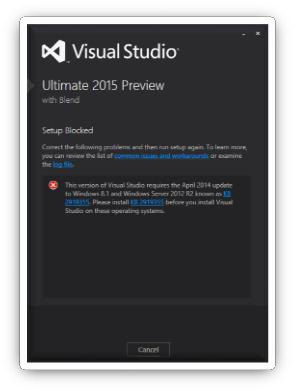 Visual Studio
Ultimate 2015 Preview
with Blend
Setup Blocked
Correct the following problems and then run setup again. To learn more,
you can review the list of common issues and workarounds or examine
the log file.
This version of Visual Studio requires the April 2014 update
to Windows 8.1 and Windows Server 2012 R2 known as KB
2919355. Please install KB 2919355 before you install Visual
Studio on these operating systems.
Cancel